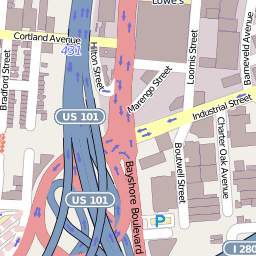 Lowe's
Cortland Avenue
431
Bradford Street
Hilton Street
Loomis Street
Barneveld Avenue
Marengo Street
US 101
Industrial Street
Boutwell Street
Charter Oak Avenue
Bayshore Boulevard
US 101
P
I 280